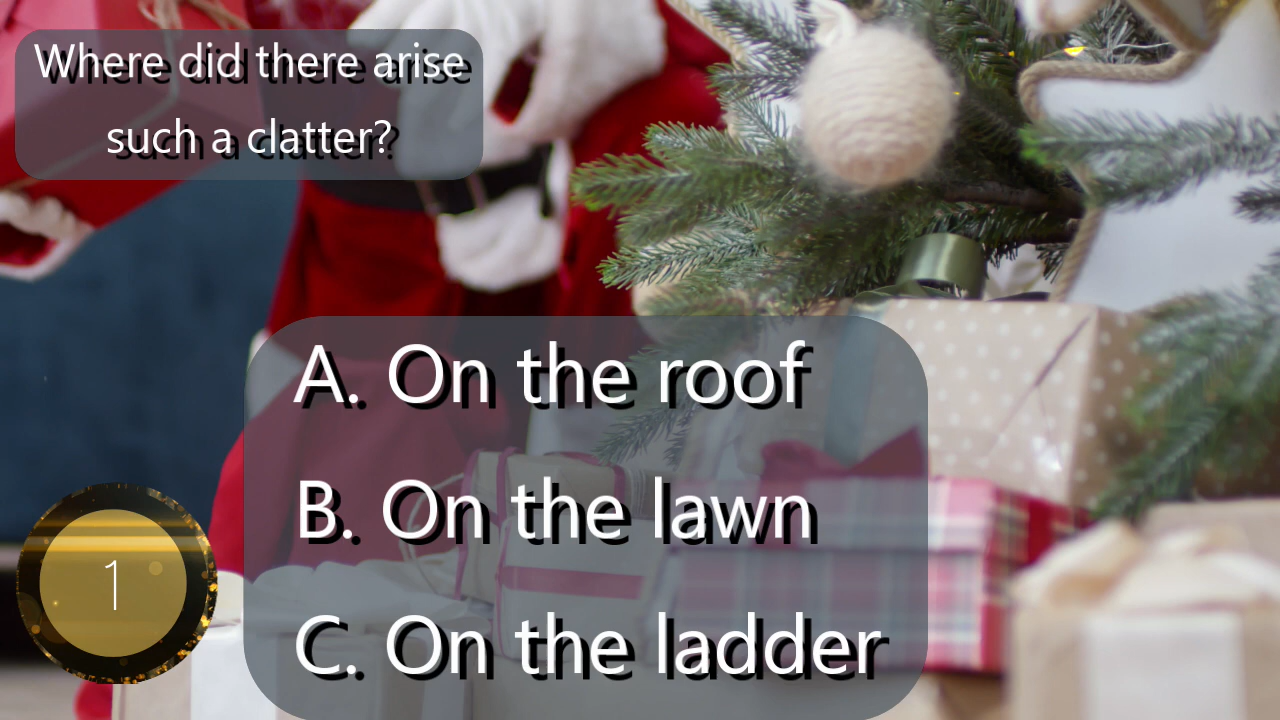 Where did there arise
such a clatter?
A. On the roof
B. On the lawn
C. On the ladder
1